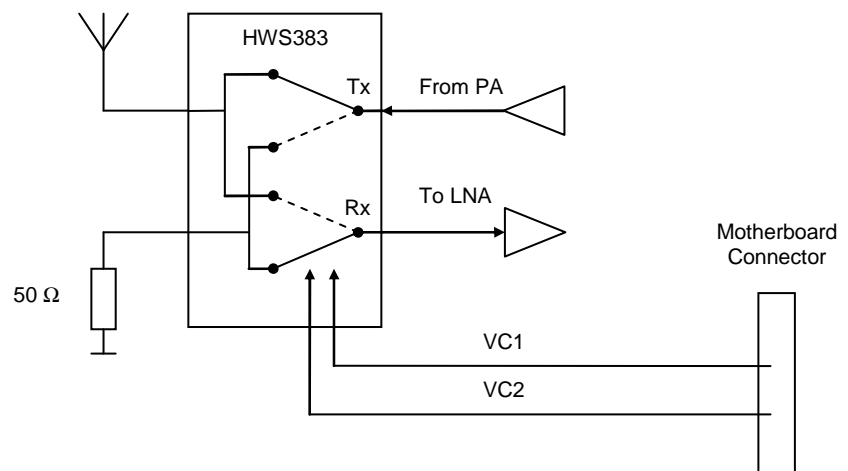 HWS383
Tx
From PA
Rx
To LNA
Motherboard
Connector
50 Ω
VC1
VC2